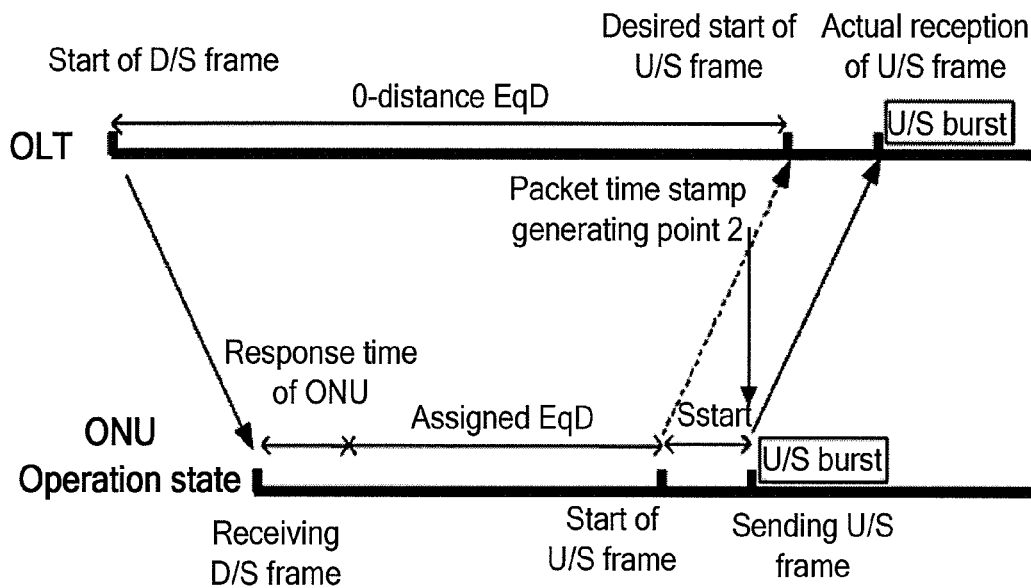 Start of D/S frame
Desired start of
U/S frame
Actual reception
of U/S frame
0-distance EqD
U/S burst
OLT
Packet time stamp
generating point 2
Response time
of ONU
Assigned EqD
Sstart
ONU
Operation state
U/S burst
Receiving
D/S frame
Start of
U/S frame
Sending U/S
frame